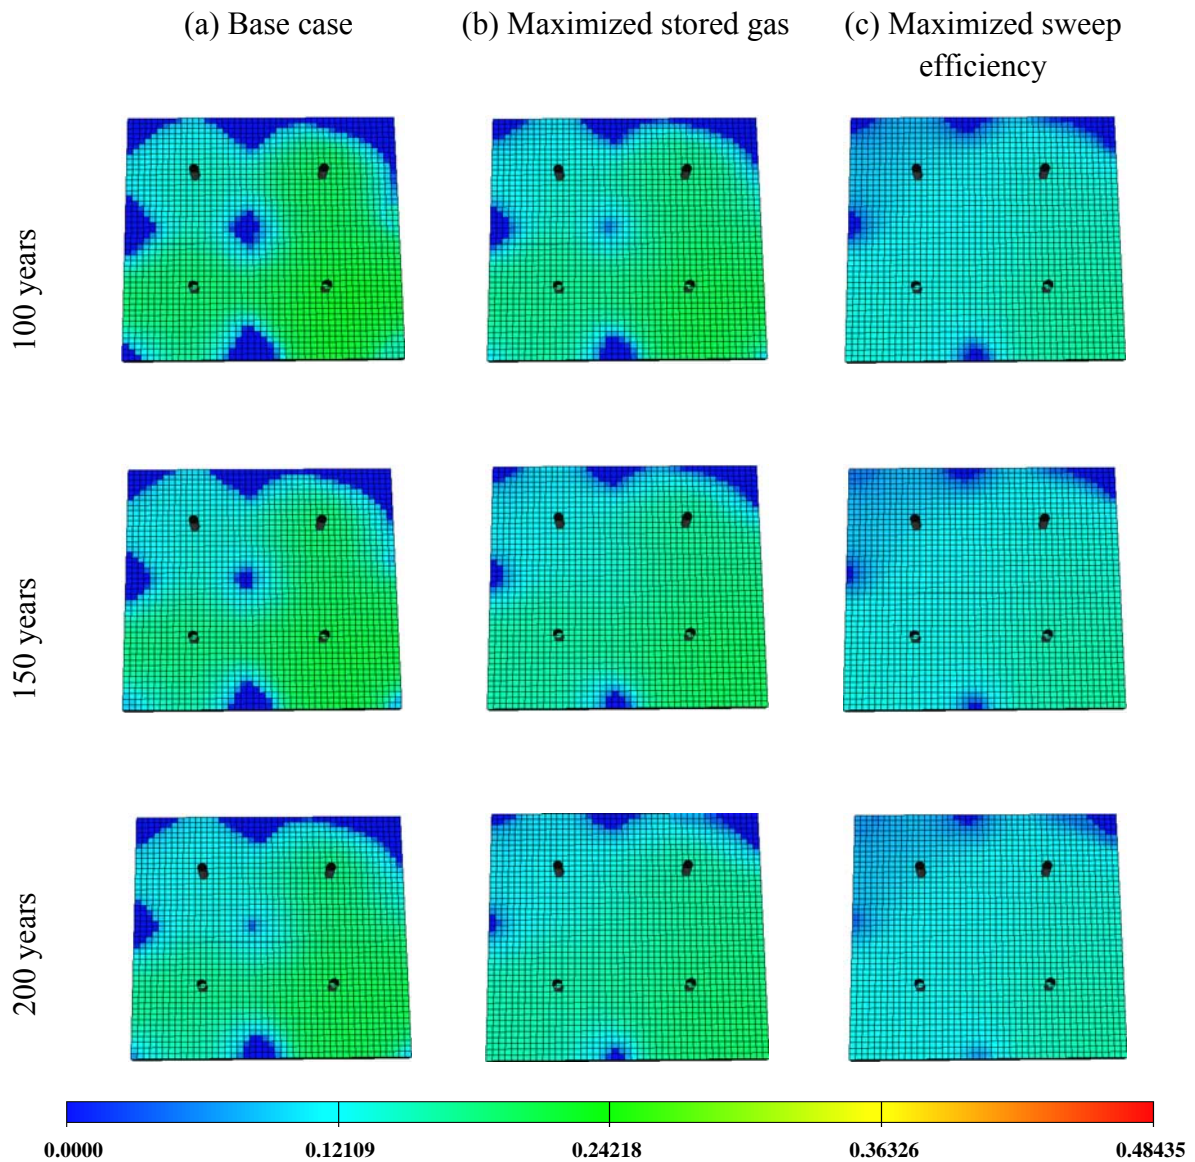 (a) Base case
(b) Maximized stored gas
(c) Maximized sweep
efficiency
100 years
150 years
200 years
0.0000
0.12109
0.24218
0.36326
0.48435